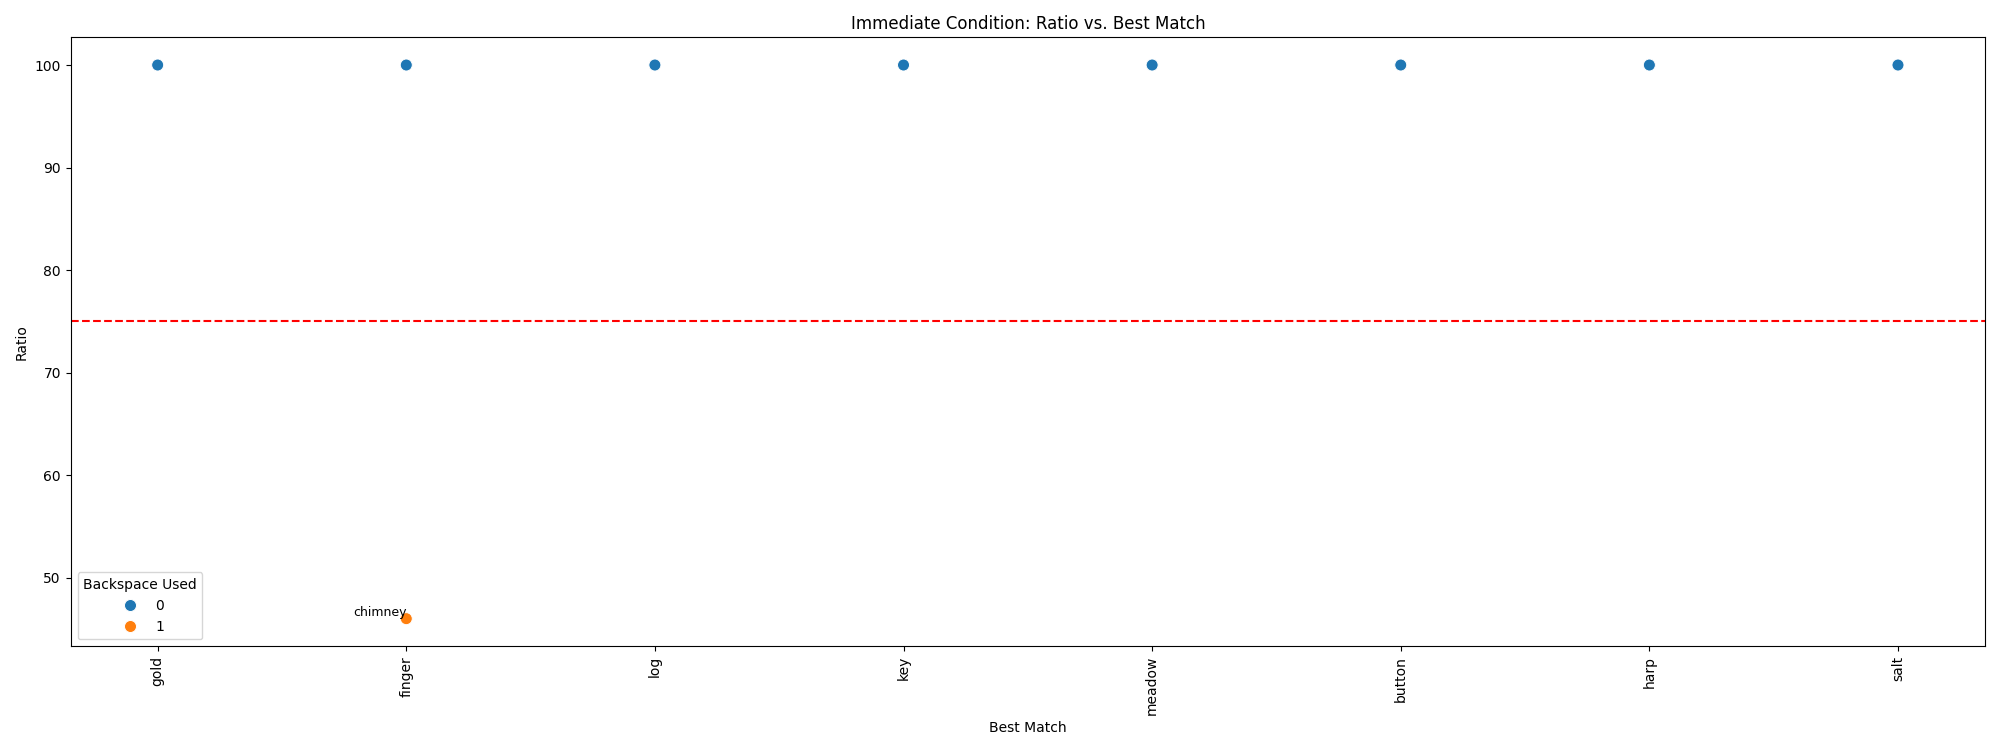 Immediate Condition: Ratio vs. Best Match
100
90
80
70
60
50
Ratio
chimney
Backspace Used
0
1
gold
finger
log
key
meadow
button
harp
salt
Best Match